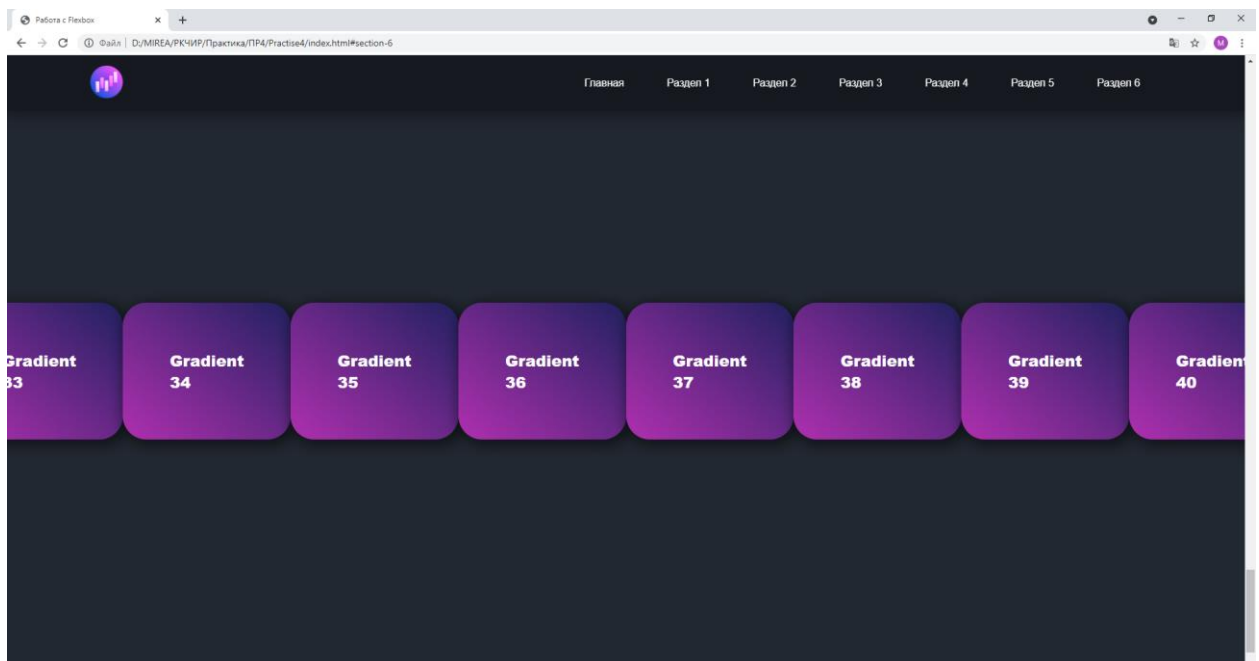 Работа с Flexbox
Файл D:/MIREA/РКЧИР/Практика/ПР4/Practise4/index.html#section-6
M
Главная Раздел 1 Раздел 2 Раздел 3 Раздел 4 Раздел 5 Раздел 6
Gradient
33
Gradient
34
Gradient
35
Gradient
36
Gradient
37
Gradient
38
Gradient
39
Gradient
40